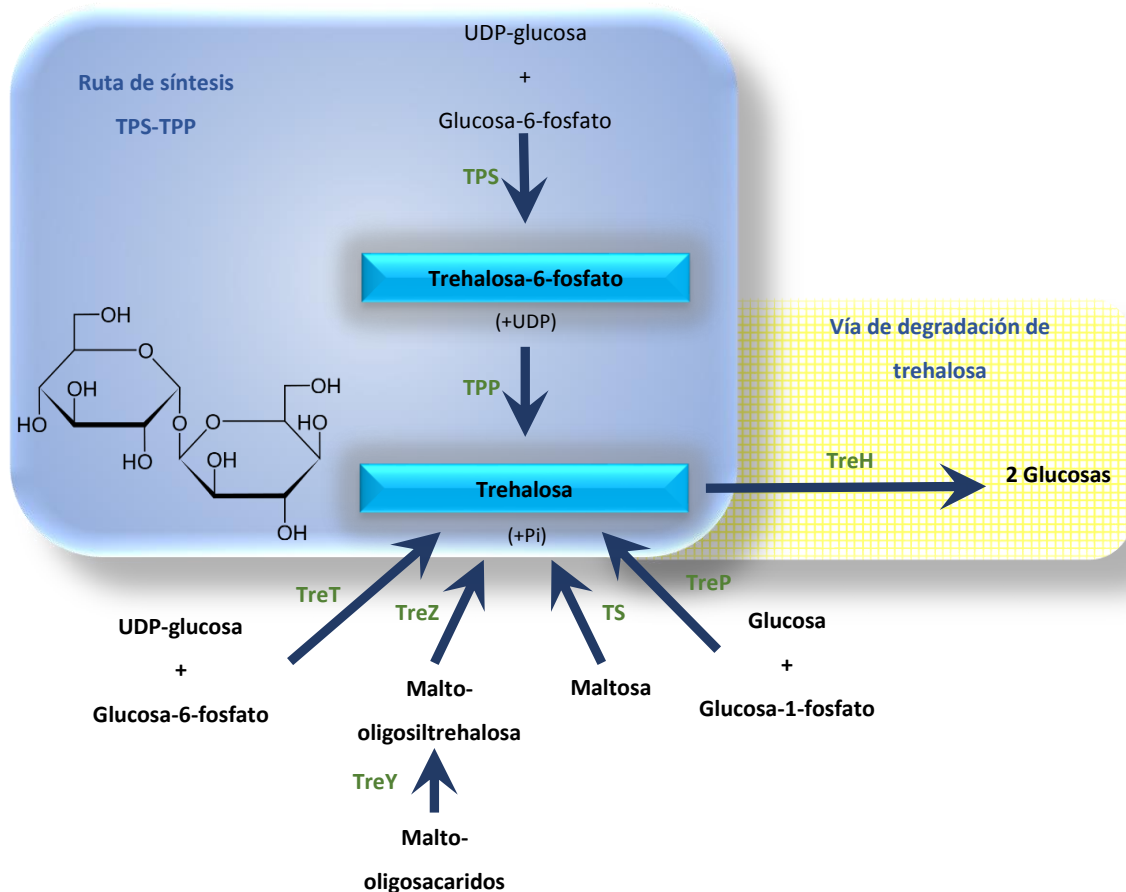 UDP-glucosa
+
Glucosa-6-fosfato
Ruta de síntesis
TPS-TPP
TPS
Trehalosa-6-fosfato
(+UDP)
TPP
Trehalosa
(+Pi)
OH
O
OH
HO
HO
HO
O
O
OH
HO
OH
HO
OH
Vía de degradación de
trehalosa
TreH
2 Glucosas
TreT
TreZ
TS
TreP
UDP-glucosa
+
Glucosa-6-fosfato
Malto-
oligosiltrehalosa
Maltosa
Glucosa
+
Glucosa-1-fosfato
TreY
Malto-
oligosacaridos